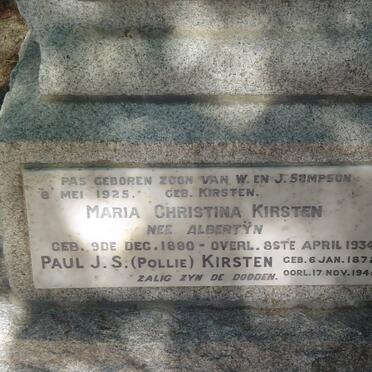 PAS GEBOREN ZOON VAN W. EN J. SIMPSON
8 MEI 1925. GEB. KIRSTEN.
MARIA CHRISTINA KIRSTEN
NEE ALBERTŸN
GEB. 9DE DEC. 1880 - OVERL. 8STE APRIL 1934
PAUL J. S. (POLLIE) KIRSTEN GEB. 6 JAN. 1872
OORL. 17 NOV. 194
ZALIG ZYN DE DOODEN.